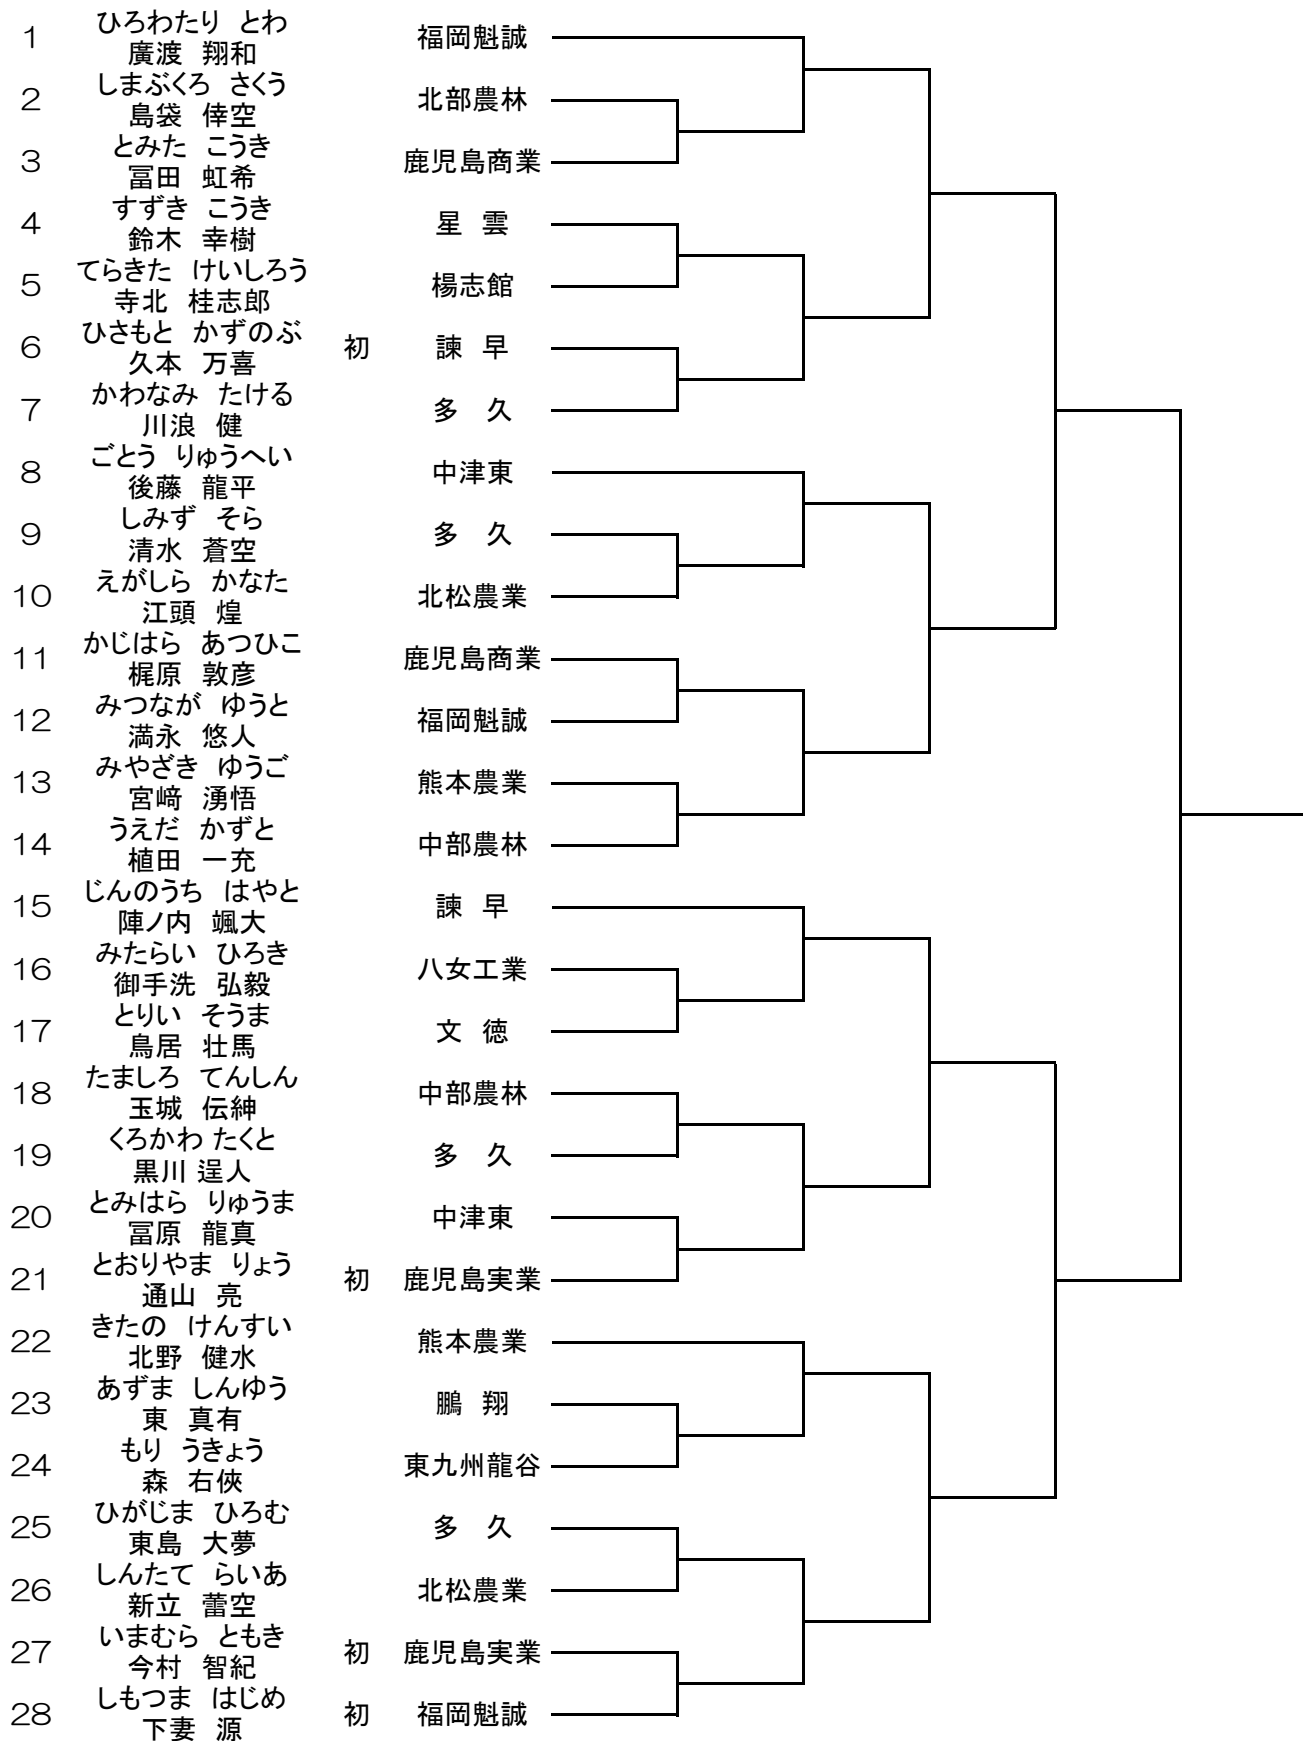 ひろわたり とわ
1 福岡魁誠
廣渡 翔和
しまぶくろ さくう
2 北部農林
島袋 倖空
とみた こうき
3 鹿児島商業
冨田 虹希
すずき こうき
4 星 雲
鈴木 幸樹
てらきた けいしろう
5 楊志館
寺北 桂志郎
ひさもと かずのぶ
6 初 諫 早
久本 万喜
かわなみ たける
7 多 久
川浪 健
ごとう りゅうへい
8 中津東
後藤 龍平
しみず そら
9 多 久
清水 蒼空
えがしら かなた
10 北松農業
江頭 煌
かじはら あつひこ
11 鹿児島商業
梶原 敦彦
みつなが ゆうと
12 福岡魁誠
満永 悠人
みやざき ゆうご
13 熊本農業
宮﨑 湧悟
うえだ かずと
14 中部農林
植田 一充
じんのうち はやと
15 諫 早
陣ノ内 颯大
みたらい ひろき
16 八女工業
御手洗 弘毅
とりい そうま
17 文 徳
鳥居 壮馬
たましろ てんしん
18 中部農林
玉城 伝紳
くろかわ たくと
19 多 久
黒川 逞人
とみはら りゅうま
20 中津東
冨原 龍真
とおりやま りょう
21 初 鹿児島実業
通山 亮
きたの けんすい
22 熊本農業
北野 健水
あずま しんゆう
23 鵬 翔
東 真有
もり うきょう
24 東九州龍谷
森 右俠
ひがじま ひろむ
25 多 久
東島 大夢
しんたて らいあ
26 北松農業
新立 蕾空
いまむら ともき
27 初 鹿児島実業
今村 智紀
しもつま はじめ
28 初 福岡魁誠
下妻 源